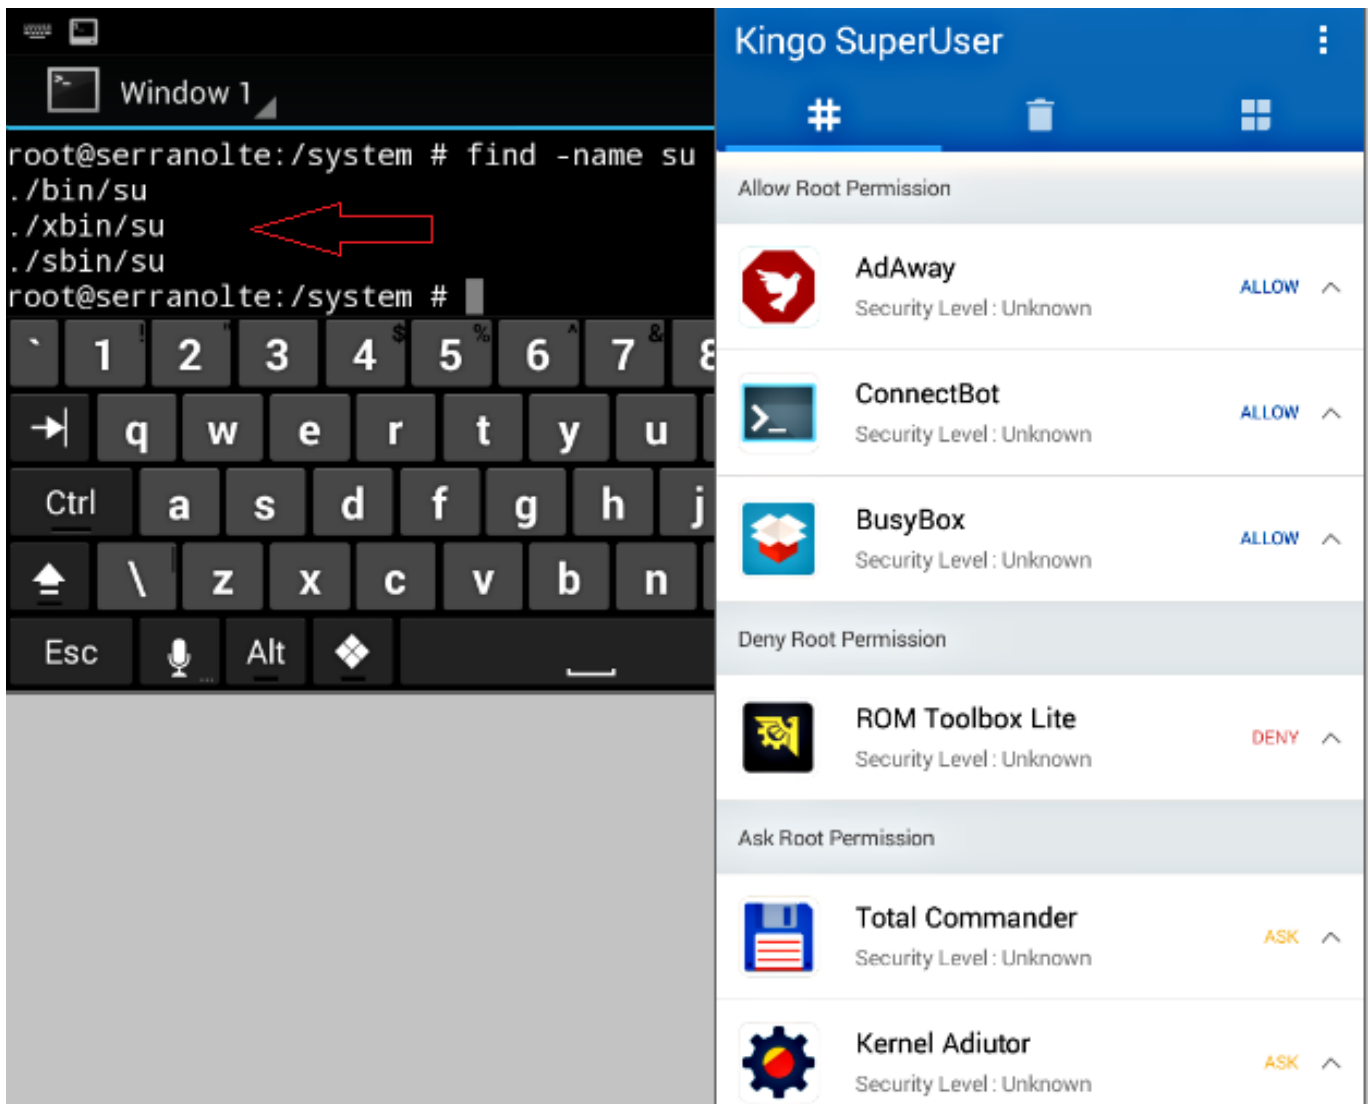 Window 1
root@serranolte:/system # find -name su
./bin/su
./xbin/su
./sbin/su
root@serranolte:/system #
` 1 ! 2 " 3 4 $ 5 % 6 ^ 7 & 8
q w e r t y u
Ctrl a s d f g h j
\ | z x c v b n
Esc ... Alt
Kingo SuperUser
#
Allow Root Permission
AdAway
Security Level : Unknown
ALLOW
ConnectBot
Security Level : Unknown
ALLOW
BusyBox
Security Level : Unknown
ALLOW
Deny Root Permission
ROM Toolbox Lite
Security Level : Unknown
DENY
Ask Root Permission
Total Commander
Security Level : Unknown
ASK
Kernel Adiutor
Security Level : Unknown
ASK